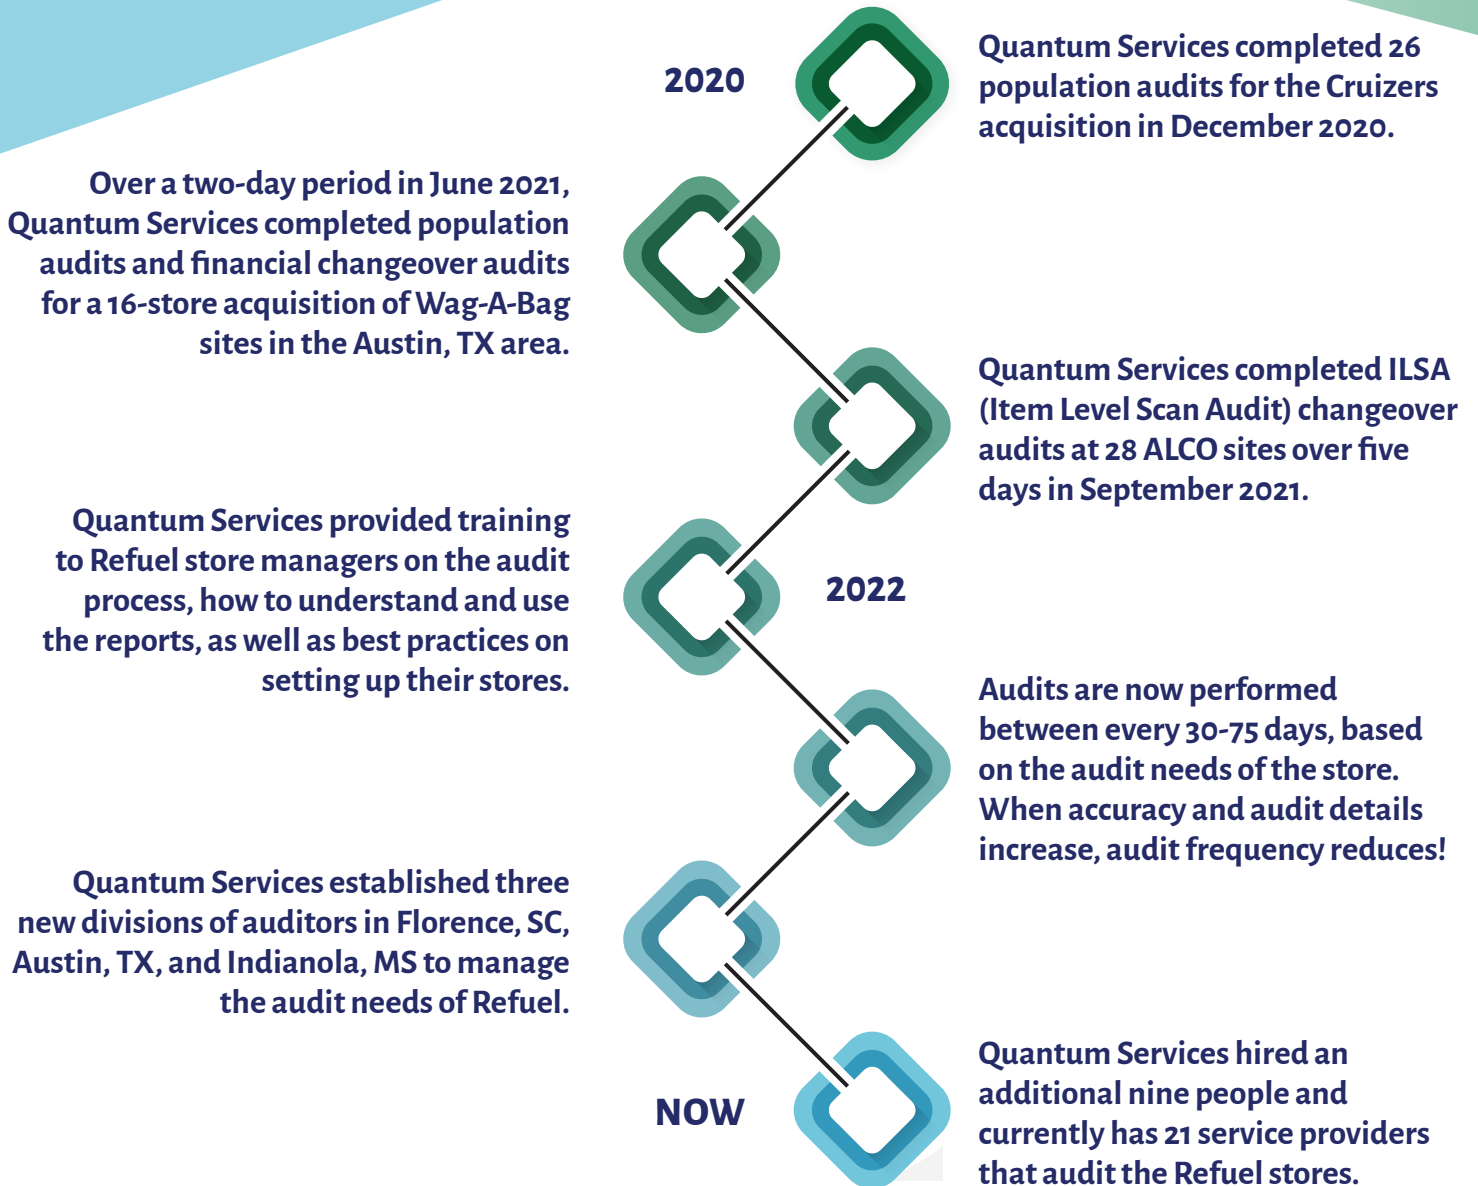 2020
Quantum Services completed 26
population audits for the Cruizers
acquisition in December 2020.
Over a two-day period in June 2021,
Quantum Services completed population
audits and financial changeover audits
for a 16-store acquisition of Wag-A-Bag
sites in the Austin, TX area.
Quantum Services completed ILSA
(Item Level Scan Audit) changeover
audits at 28 ALCO sites over five
days in September 2021.
Quantum Services provided training
to Refuel store managers on the audit
process, how to understand and use
the reports, as well as best practices on
setting up their stores.
2022
Audits are now performed
between every 30-75 days, based
on the audit needs of the store.
When accuracy and audit details
increase, audit frequency reduces!
Quantum Services established three
new divisions of auditors in Florence, SC,
Austin, TX, and Indianola, MS to manage
the audit needs of Refuel.
NOW
Quantum Services hired an
additional nine people and
currently has 21 service providers
that audit the Refuel stores.